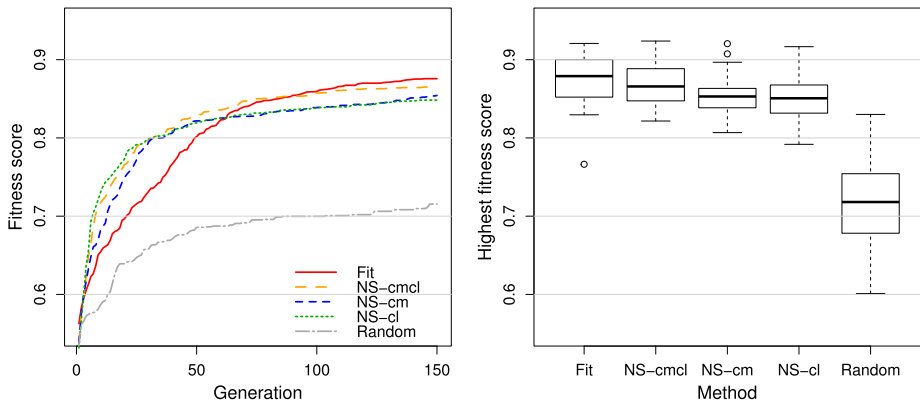 Fitness score
0.9
0.8
0.7
0.6
0
50
100
150
Generation
Fit
NS-cmcl
NS-cm
NS-cl
Random
Highest fitness score
0.9
0.8
0.7
0.6
Fit
NS-cmcl
NS-cm
NS-cl
Random
Method